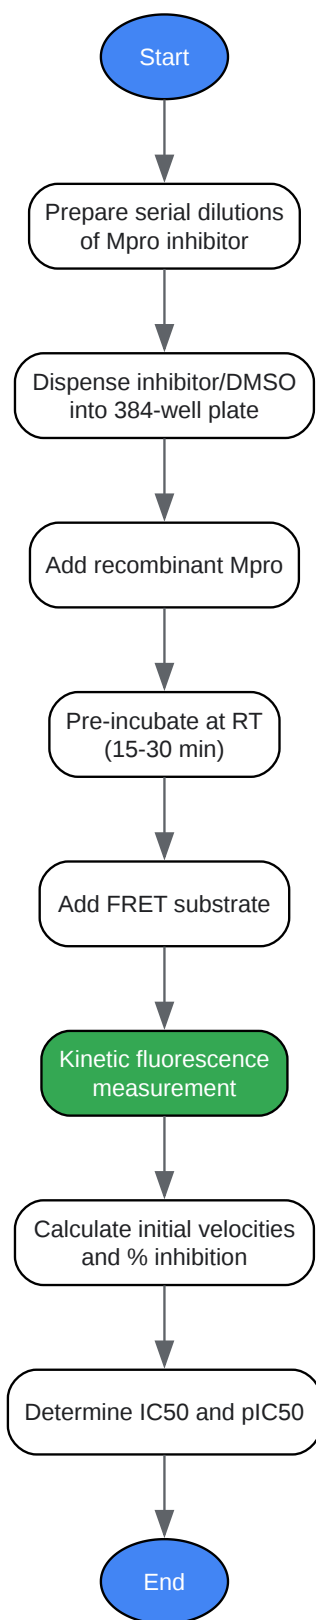 Start
Prepare serial dilutions
of Mpro inhibitor
Dispense inhibitor/DMSO
into 384-well plate
Add recombinant Mpro
Pre-incubate at RT
(15-30 min)
Add FRET substrate
Kinetic fluorescence
measurement
Calculate initial velocities
and % inhibition
Determine IC50 and pIC50
End